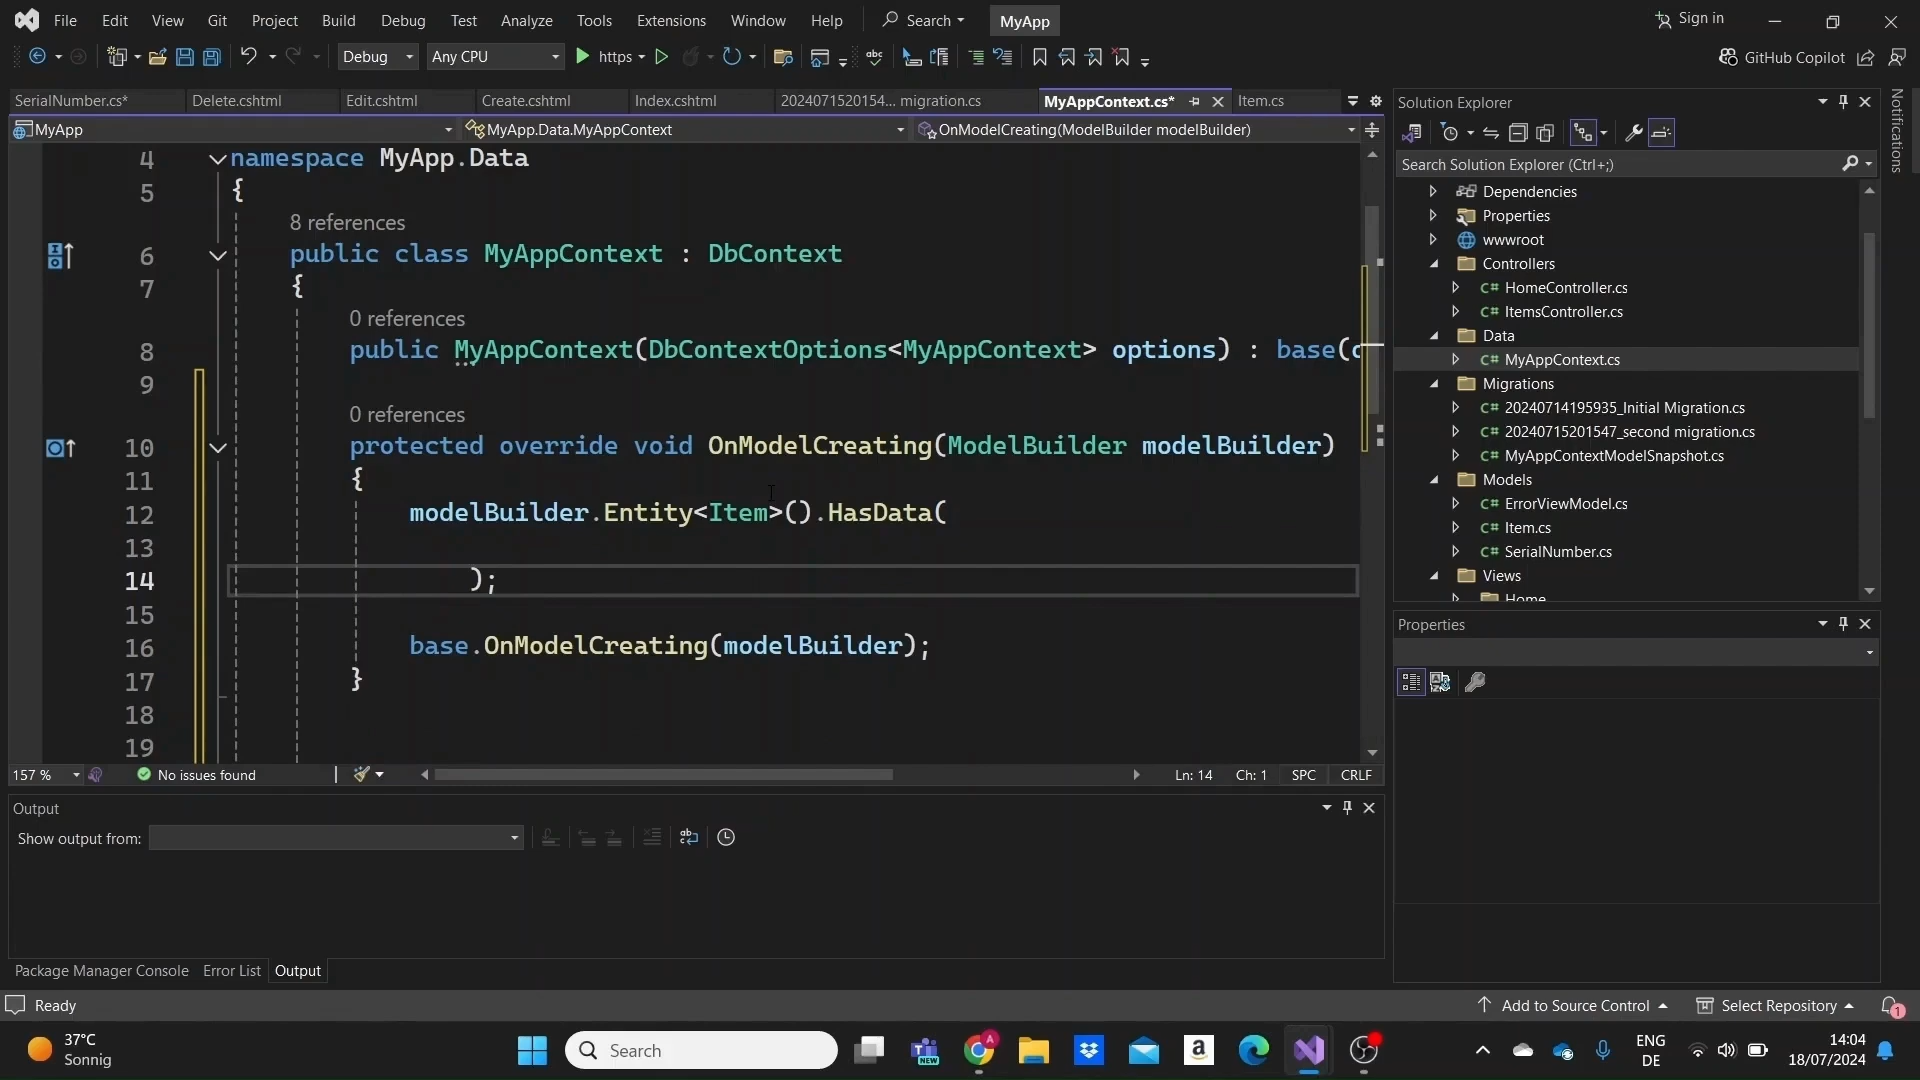 File Edit View Git Project Build Debug Test Analyze Tools Extensions Window Help Search MyApp Sign in
Debug Any CPU https GitHub Copilot
SerialNumber.cs* Delete.cshtml Edit.cshtml Create.cshtml Index.cshtml 2024071520154... migration.cs MyAppContext.cs* Item.cs
MyApp MyApp.Data.MyAppContext OnModelCreating(ModelBuilder modelBuilder)
4 namespace MyApp.Data
5 {
8 references
6 public class MyAppContext : DbContext
7 {
0 references
8 public MyAppContext(DbContextOptions<MyAppContext> options) : base(
9
0 references
10 protected override void OnModelCreating(ModelBuilder modelBuilder)
11 {
12 modelBuilder.Entity<Item>().HasData(
13
14 );
15
16 base.OnModelCreating(modelBuilder);
17 }
18
19
157 % No issues found Ln: 14 Ch: 1 SPC CRLF
Output
Show output from:
Package Manager Console Error List Output
Solution Explorer
Search Solution Explorer (Ctrl+;)
Dependencies
Properties
wwwroot
Controllers
C# HomeController.cs
C# ItemsController.cs
Data
C# MyAppContext.cs
Migrations
C# 20240714195935_Initial Migration.cs
C# 20240715201547_second migration.cs
C# MyAppContextModelSnapshot.cs
Models
C# ErrorViewModel.cs
C# Item.cs
C# SerialNumber.cs
Views
Home
Properties
Notifications
Ready Add to Source Control Select Repository 1
37°C
Sonnig
Search
NEW
A
ENG
DE
14:04
18/07/2024